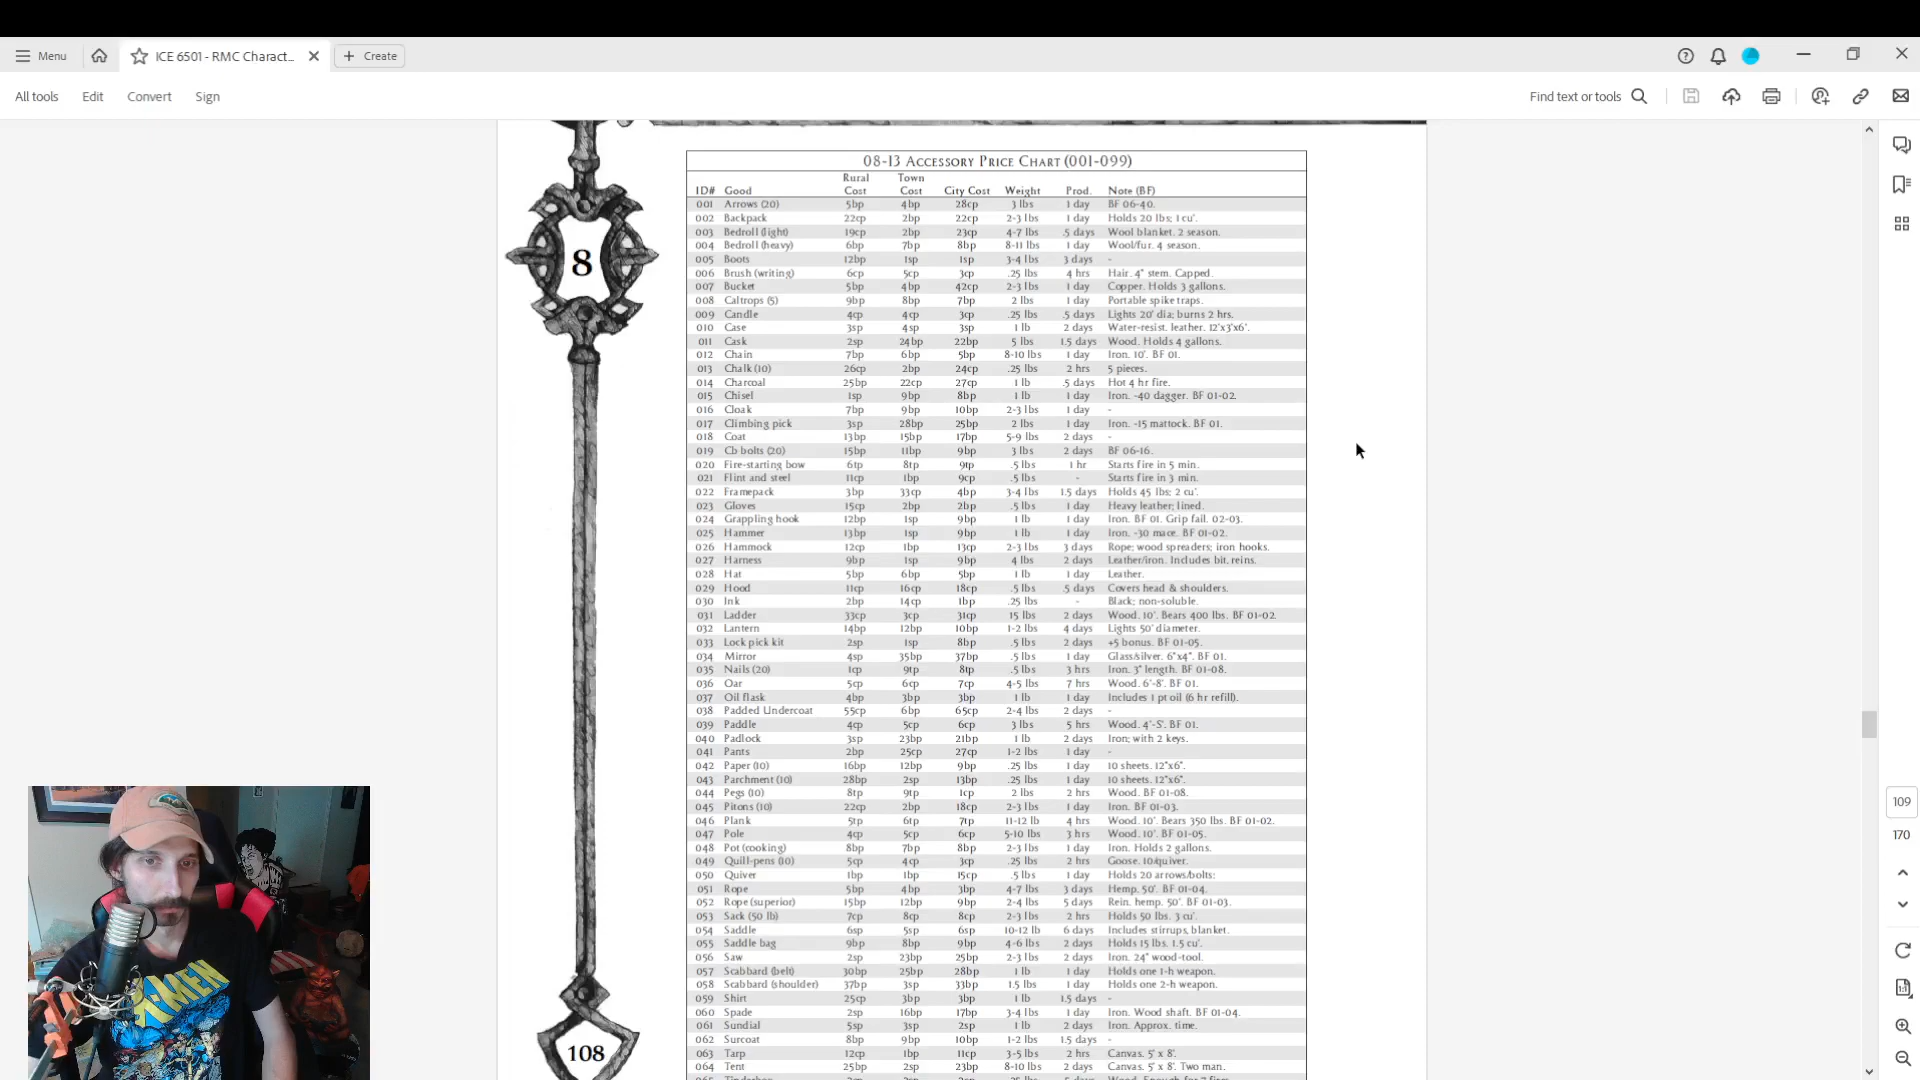 Menu
ICE 6501 - RMC Charact...
Create
All tools Edit Convert Sign
Find text or tools
08-13 Accessory Price Chart (001-099)
Rural Town
ID# Good Cost Cost City Cost Weight Prod. Note (BF)
001 Arrows (20) 5bp 4bp 28cp 3 lbs 1 day BF 06-40.
002 Backpack 22cp 2bp 22cp 2-3 lbs 1 day Holds 20 lbs; 1 cu'.
003 Bedroll (light) 19cp 2bp 23cp 4-7 lbs .5 days Wool blanket. 2 season.
004 Bedroll (heavy) 6bp 7bp 8bp 8-11 lbs 1 day Wool/fur. 4 season.
005 Boots 12bp 1sp 1sp 3-4 lbs 3 days -
006 Brush (writing) 6cp 5cp 3cp .25 lbs 4 hrs Hair. 4" stem. Capped.
007 Bucket 5bp 4bp 42cp 2-3 lbs 1 day Copper. Holds 3 gallons.
008 Caltrops (5) 9bp 8bp 7bp 2 lbs 1 day Portable spike traps.
009 Candle 4cp 4cp 3cp .25 lbs .5 days Lights 20' dia; burns 2 hrs.
010 Case 3sp 4sp 3sp 1 lb 2 days Water-resist. leather. 12"x3"x6".
011 Cask 2sp 24bp 22bp 5 lbs 1.5 days Wood. Holds 4 gallons.
012 Chain 7bp 6bp 5bp 8-10 lbs 1 day Iron. 10'. BF 01.
013 Chalk (10) 26cp 2bp 24cp .25 lbs 2 hrs 5 pieces.
014 Charcoal 25bp 22cp 27cp 1 lb .5 days Hot 4 hr fire.
015 Chisel 1sp 9bp 8bp 1 lb 1 day Iron. -40 dagger. BF 01-02.
016 Cloak 7bp 9bp 10bp 2-3 lbs 1 day -
017 Climbing pick 3sp 28bp 25bp 2 lbs 1 day Iron. -15 mattock. BF 01.
018 Coat 13bp 15bp 17bp 5-9 lbs 2 days -
019 Cb bolts (20) 15bp 11bp 9bp 3 lbs 2 days BF 06-16.
020 Fire-starting bow 6tp 8tp 9tp .5 lbs 1 hr Starts fire in 5 min.
021 Flint and steel 11cp 1bp 9cp .5 lbs - Starts fire in 3 min.
022 Framepack 3bp 33cp 4bp 3-4 lbs 1.5 days Holds 45 lbs; 2 cu'.
023 Gloves 15cp 2bp 2bp .5 lbs 1 day Heavy leather; lined.
024 Grappling hook 12bp 1sp 9bp 1 lb 1 day Iron. BF 01. Grip fail. 02-03.
025 Hammer 13bp 1sp 9bp 1 lb 1 day Iron. -30 mace. BF 01-02.
026 Hammock 12cp 1bp 13cp 2-3 lbs 3 days Rope; wood spreaders; iron hooks.
027 Harness 9bp 1sp 9bp 4 lbs 2 days Leather/iron. Includes bit, reins.
028 Hat 5bp 6bp 5bp 1 lb 1 day Leather.
029 Hood 11cp 16cp 18cp .5 lbs .5 days Covers head & shoulders.
030 Ink 2bp 14cp 1bp .25 lbs - Black; non-soluble.
031 Ladder 33cp 3cp 31cp 15 lbs 2 days Wood. 10'. Bears 400 lbs. BF 01-02.
032 Lantern 14bp 12bp 10bp 1-2 lbs 4 days Lights 50' diameter.
033 Lock pick kit 2sp 1sp 8bp .5 lbs 2 days +5 bonus. BF 01-05.
034 Mirror 4sp 35bp 37bp .5 lbs 1 day Glass/silver. 6"x4". BF 01.
035 Nails (20) 1cp 9tp 8tp .5 lbs 3 hrs Iron. 3" length. BF 01-08.
036 Oar 5cp 6cp 7cp 4-5 lbs 7 hrs Wood. 6'-8'. BF 01.
037 Oil flask 4bp 3bp 3bp 1 lb 1 day Includes 1 pt oil (6 hr refill).
038 Padded Undercoat 55cp 6bp 65cp 2-4 lbs 2 days -
039 Paddle 4cp 5cp 6cp 3 lbs 5 hrs Wood. 4'-5'. BF 01.
040 Padlock 3sp 23bp 21bp 1 lb 2 days Iron; with 2 keys.
041 Pants 2bp 25cp 27cp 1-2 lbs 1 day -
042 Paper (10) 16bp 12bp 9bp .25 lbs 1 day 10 sheets. 12"x6".
043 Parchment (10) 28bp 2sp 13bp .25 lbs 1 day 10 sheets. 12"x6".
044 Pegs (10) 8tp 9tp 1cp 2 lbs 2 hrs Wood. BF 01-08.
045 Pitons (10) 22cp 2bp 18cp 2-3 lbs 1 day Iron. BF 01-03.
046 Plank 5tp 6tp 7tp 11-12 lb 4 hrs Wood. 10'. Bears 350 lbs. BF 01-02.
047 Pole 4cp 5cp 6cp 5-10 lbs 3 hrs Wood. 10'. BF 01-05.
048 Pot (cooking) 8bp 7bp 8bp 2-3 lbs 1 day Iron. Holds 2 gallons.
049 Quill-pens (10) 5cp 4cp 3cp .25 lbs 2 hrs Goose. 10/quiver.
050 Quiver 1bp 1bp 15cp .5 lbs 1 day Holds 20 arrows/bolts;
051 Rope 5bp 4bp 3bp 4-7 lbs 3 days Hemp. 50'. BF 01-04.
052 Rope (superior) 15bp 12bp 9bp 2-4 lbs 5 days Rein. hemp. 50'. BF 01-03.
053 Sack (50 lb) 7cp 8cp 8cp 2-3 lbs 2 hrs Holds 50 lbs. 3 cu'.
054 Saddle 6sp 5sp 6sp 10-12 lb 6 days Includes stirrups, blanket.
055 Saddle bag 9bp 8bp 9bp 4-6 lbs 2 days Holds 15 lbs. 1.5 cu'.
056 Saw 2sp 23bp 25bp 2-3 lbs 2 days Iron. 24" wood-tool.
057 Scabbard (belt) 30bp 25bp 28bp 1 lb 1 day Holds one 1-h weapon.
058 Scabbard (shoulder) 37bp 3sp 33bp 1.5 lbs 1 day Holds one 2-h weapon.
059 Shirt 25cp 3bp 3bp 1 lb 1.5 days -
060 Spade 2sp 16bp 17bp 3-4 lbs 1 day Iron. Wood shaft. BF 01-04.
061 Sundial 5sp 3sp 2sp 1 lb 2 days Iron. Approx. time.
062 Surcoat 8bp 9bp 10bp 1-2 lbs 1.5 days -
063 Tarp 12cp 1bp 11cp 3-5 lbs 2 hrs Canvas. 5' x 8'.
064 Tent 25bp 2sp 23bp 8-10 lbs 2 days Canvas. 5' x 8'. Two man.
8
108
109
170
X-MEN